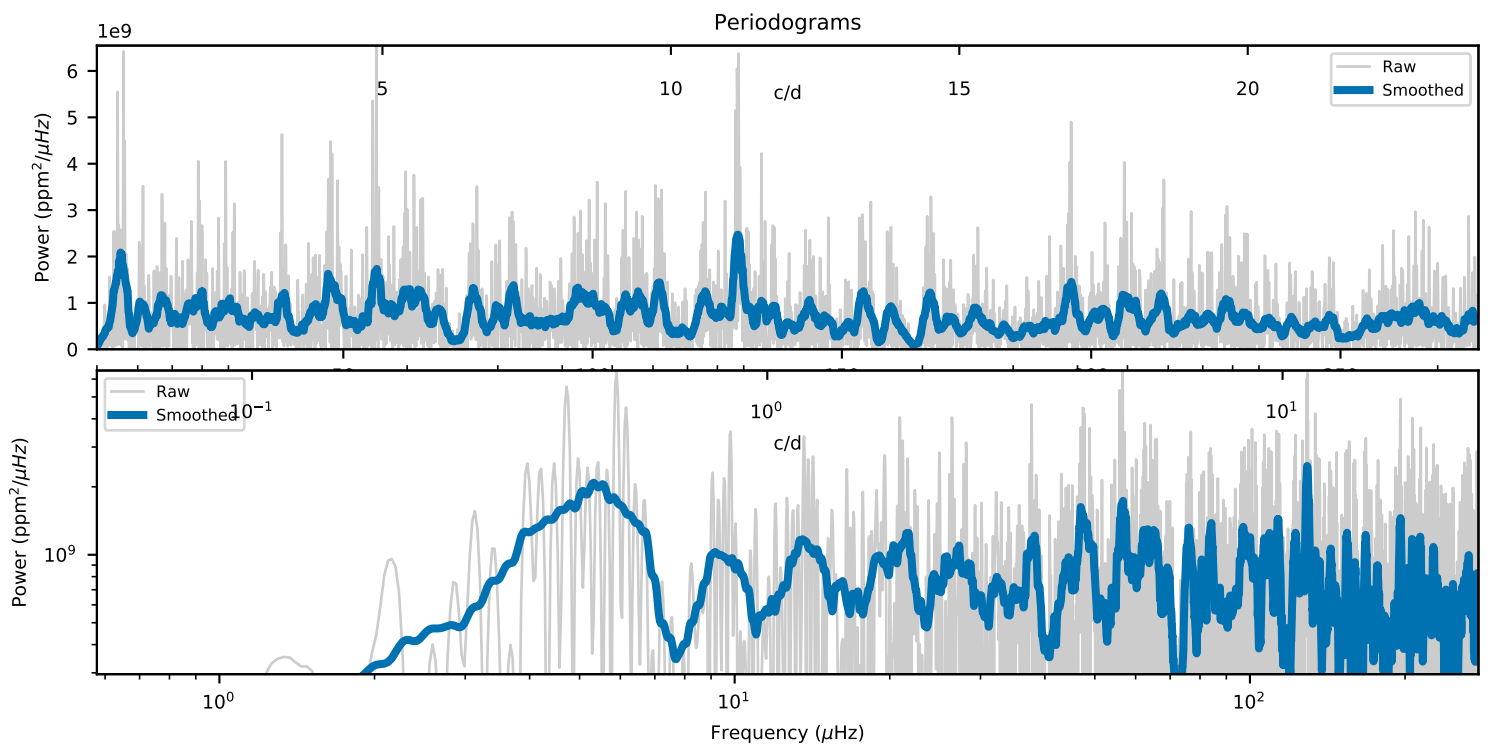 Periodograms
1e9
5 10 15 20
c/d
Raw
Smoothed
6
5
4
3
2
1
0
Power (ppm²/μHz)
Raw
Smoothed
10⁻¹ 10⁰ 10¹
c/d
10⁹
Power (ppm²/μHz)
10⁰ 10¹ 10²
Frequency (μHz)